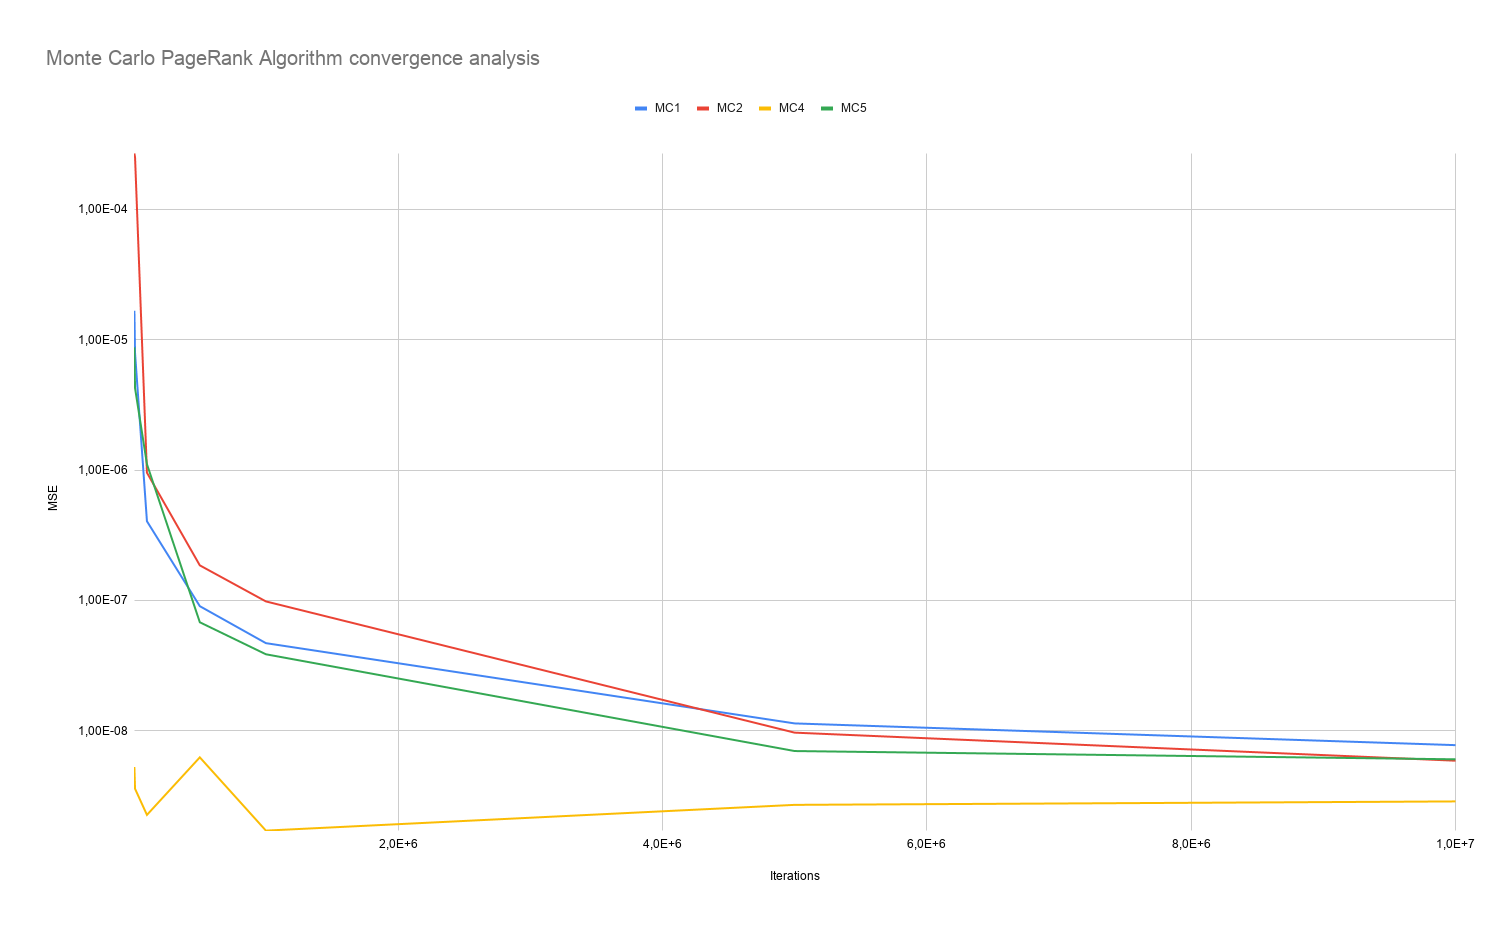 Monte Carlo PageRank Algorithm convergence analysis
MC1 MC2 MC4 MC5
1,00E-04
1,00E-05
1,00E-06
1,00E-07
1,00E-08
MSE
2,0E+6 4,0E+6 6,0E+6 8,0E+6 1,0E+7
Iterations